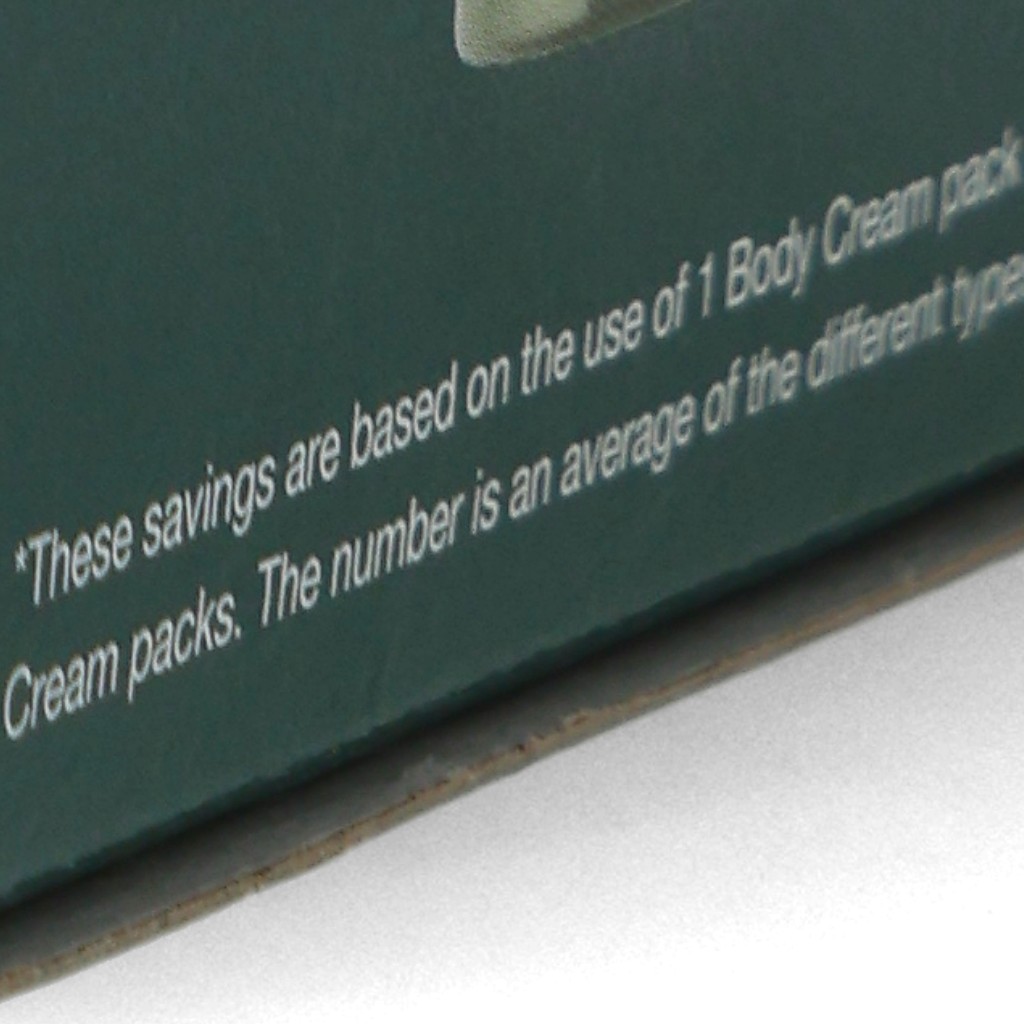 *These savings are based on the use of 1 Body Cream pack
Cream packs. The number is an average of the different types